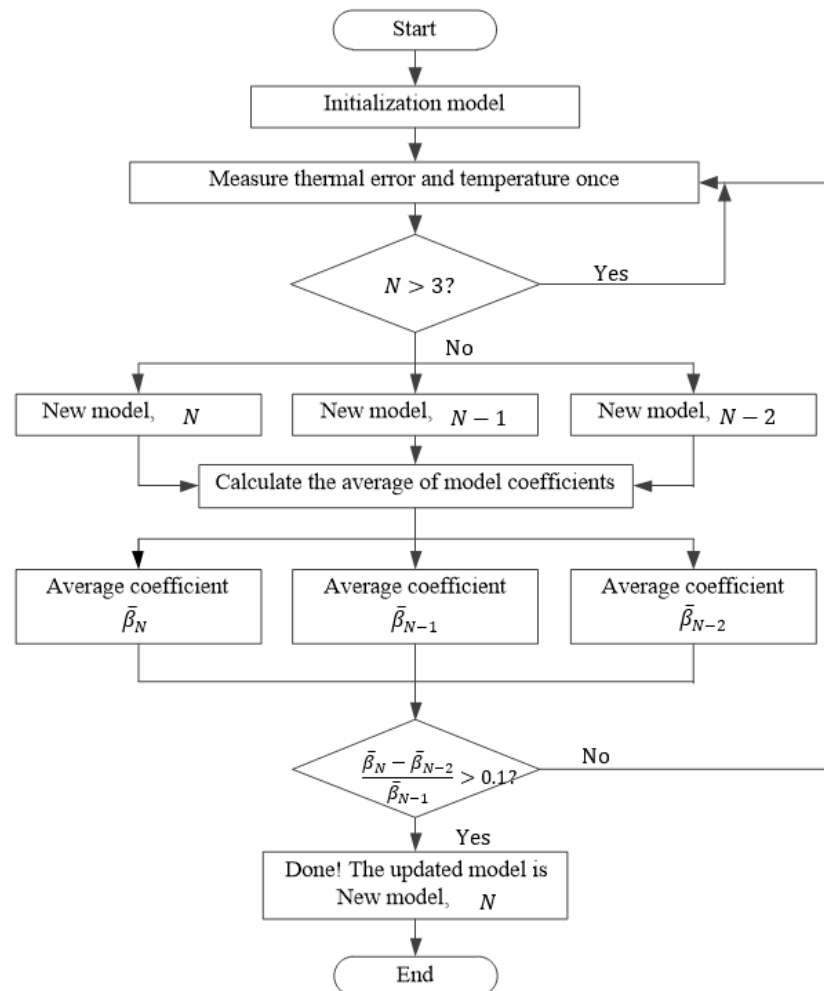 Start
Initialization model
Measure thermal error and temperature once
N > 3?
Yes
No
New model, N
New model, N − 1
New model, N − 2
Calculate the average of model coefficients
Average coefficient
β̄_N
Average coefficient
β̄_{N−1}
Average coefficient
β̄_{N−2}
(β̄_N − β̄_{N−2}) / β̄_{N−1} > 0.1?
No
Yes
Done! The updated model is
New model, N
End